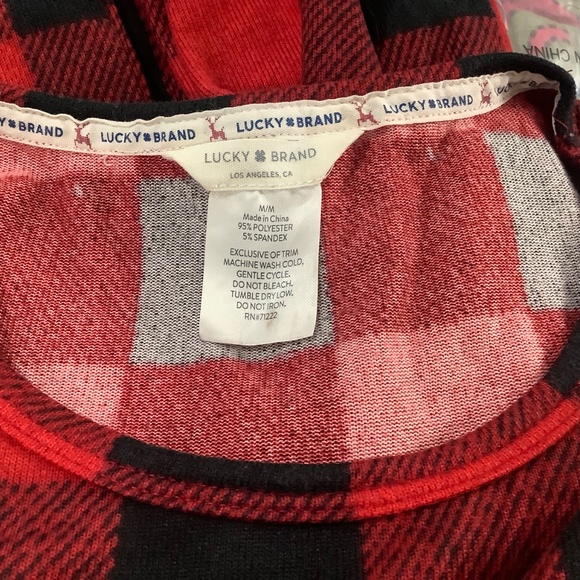 LUCKY BRAND LUCKY BRAND LUCKY BRAND LUCKY BRAND
LUCKY BRAND
LOS ANGELES, CA
M/M
Made in China
95% POLYESTER
5% SPANDEX
EXCLUSIVE OF TRIM
MACHINE WASH COLD,
GENTLE CYCLE.
DO NOT BLEACH.
TUMBLE DRY LOW.
DO NOT IRON.
RN#71222
CHINA